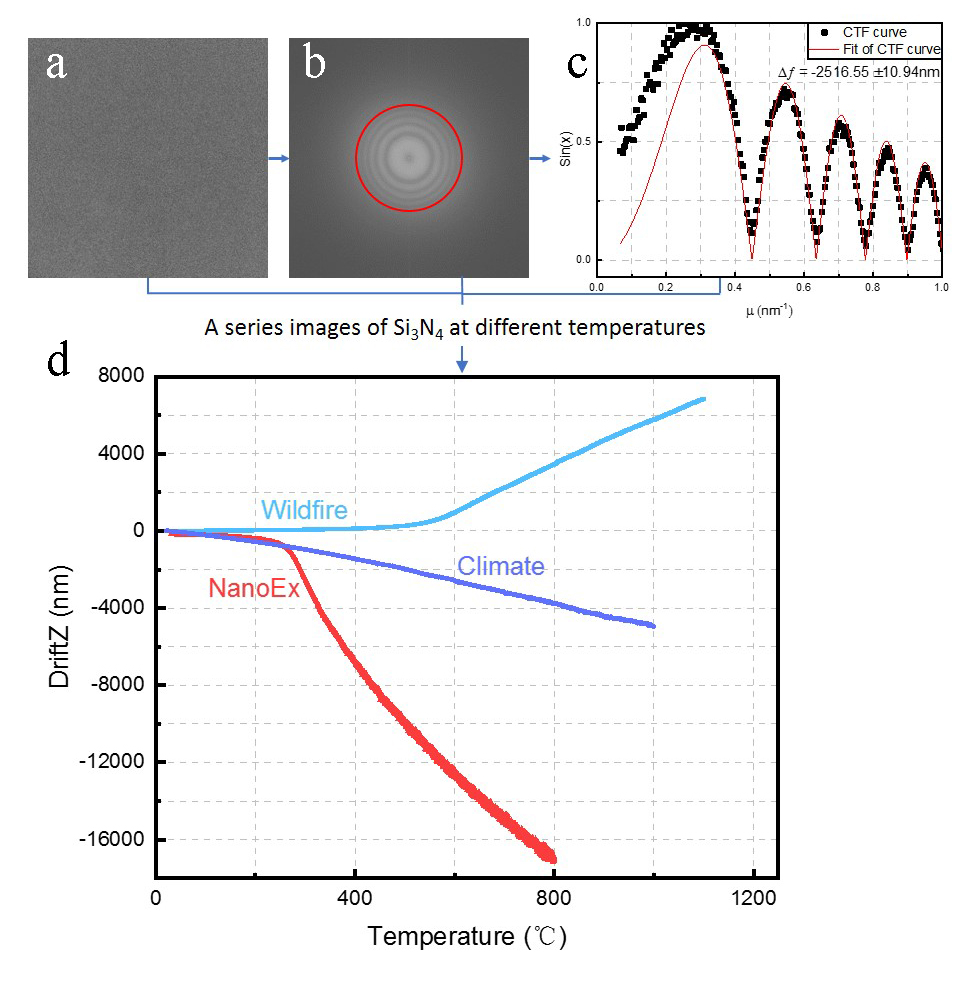 a
b
c
1.0
0.5
0.0
Sin(x)
CTF curve
Fit of CTF curve
Δf = -2516.55 ±10.94nm
0.0 0.2 0.4 0.6 0.8 1.0
μ (nm⁻¹)
A series images of Si₃N₄ at different temperatures
d
8000
4000
0
-4000
-8000
-12000
-16000
DriftZ (nm)
Wildfire
Climate
NanoEx
0 400 800 1200
Temperature (℃)